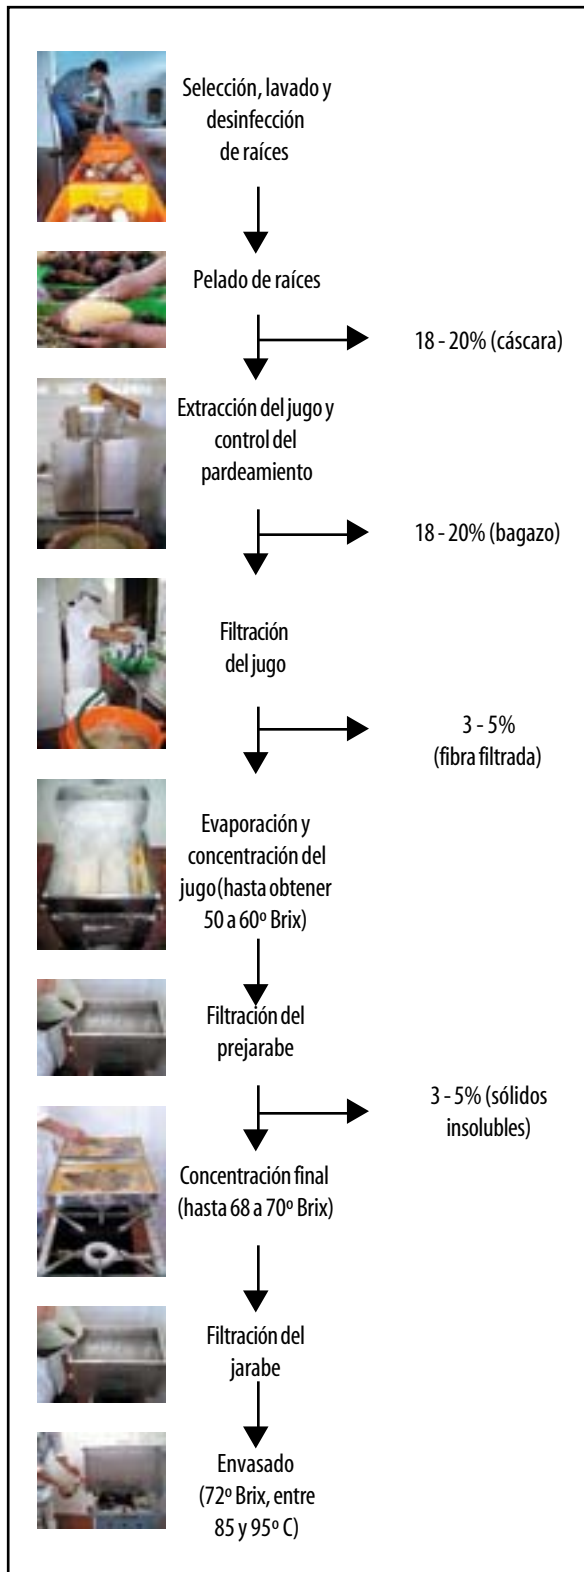 Selección, lavado y
desinfección
de raíces
Pelado de raíces
18 - 20% (cáscara)
Extracción del jugo y
control del
pardeamiento
18 - 20% (bagazo)
Filtración
del jugo
3 - 5%
(fibra filtrada)
Evaporación y
concentración del
jugo (hasta obtener
50 a 60º Brix)
Filtración del
prejarabe
3 - 5% (sólidos
insolubles)
Concentración final
(hasta 68 a 70º Brix)
Filtración del
jarabe
Envasado
(72º Brix, entre
85 y 95º C)